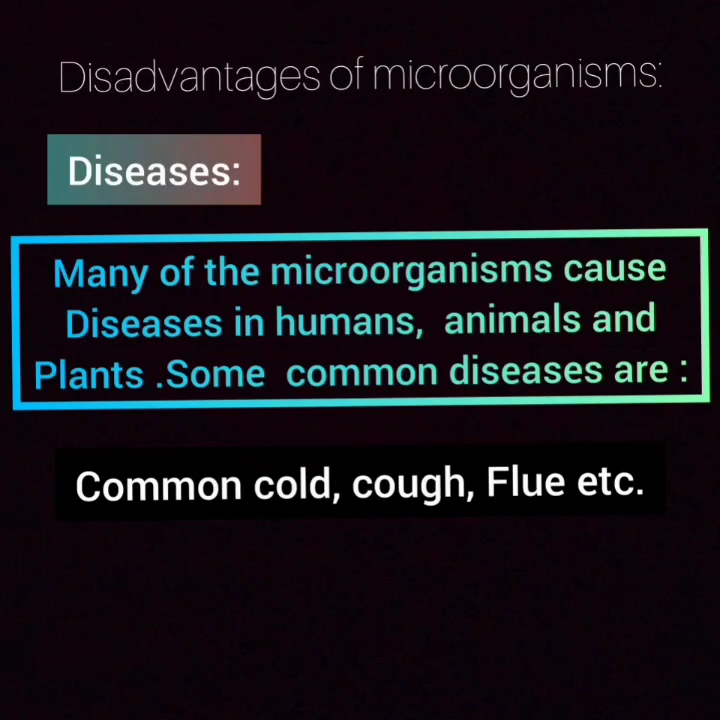 Disadvantages of microorganisms:
Diseases:
Many of the microorganisms cause
Diseases in humans,  animals and
Plants .Some  common diseases are :
Common cold, cough, Flue etc.